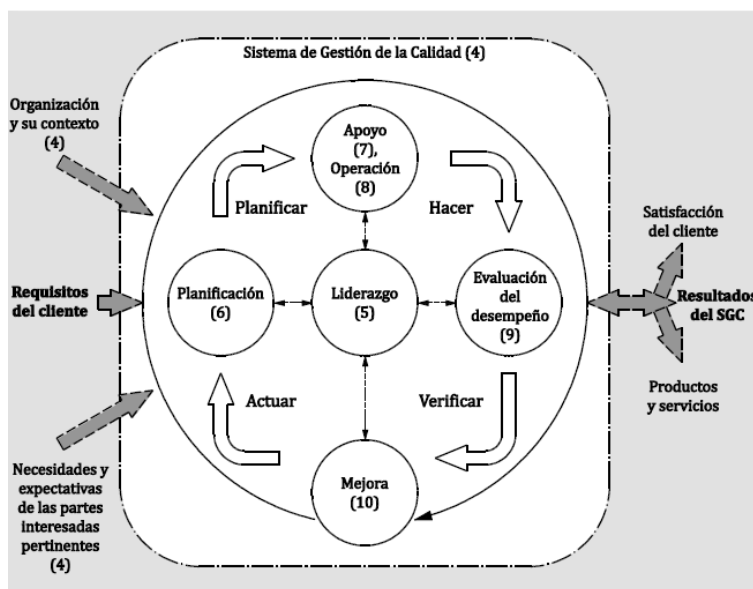 Sistema de Gestión de la Calidad (4)
Organización
y su contexto
(4)
Apoyo
(7),
Operación
(8)
Planificar
Hacer
Satisfacción
del cliente
Requisitos
del cliente
Planificación
(6)
Liderazgo
(5)
Evaluación
del
desempeño
(9)
Resultados
del SGC
Actuar
Verificar
Productos
y servicios
Mejora
(10)
Necesidades y
expectativas
de las partes
interesadas
pertinentes
(4)